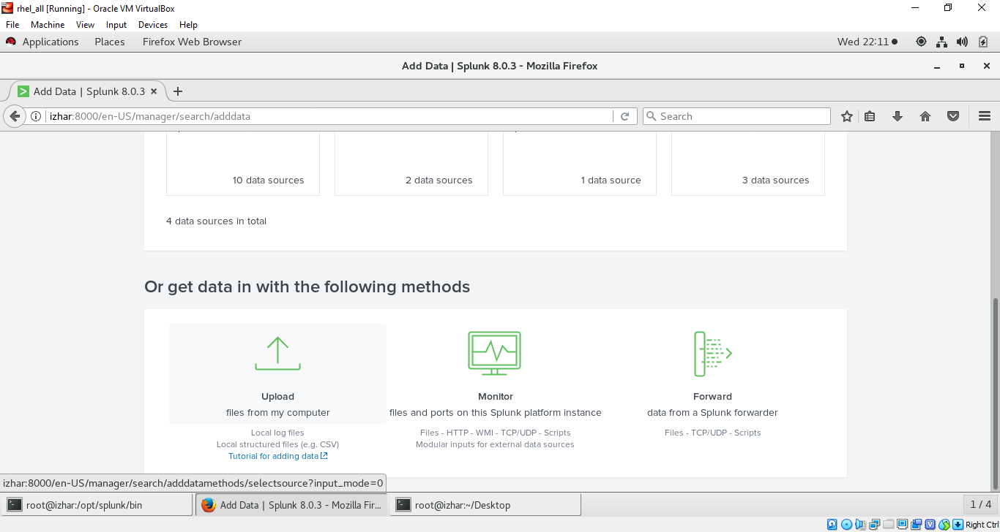 rhel_all [Running] - Oracle VM VirtualBox
File Machine View Input Devices Help
Applications Places Firefox Web Browser Wed 22:11
Add Data | Splunk 8.0.3 - Mozilla Firefox
Add Data | Splunk 8.0.3
izhar:8000/en-US/manager/search/adddata Search
10 data sources 2 data sources 1 data source 3 data sources
4 data sources in total
Or get data in with the following methods
Upload Monitor Forward
files from my computer files and ports on this Splunk platform instance data from a Splunk forwarder
Local log files Files - HTTP - WMI - TCP/UDP - Scripts Files - TCP/UDP - Scripts
Local structured files (e.g. CSV) Modular inputs for external data sources
Tutorial for adding data
izhar:8000/en-US/manager/search/adddatamethods/selectsource?input_mode=0
root@izhar:/opt/splunk/bin Add Data | Splunk 8.0.3 - Mozilla Fir... root@izhar:~/Desktop 1 / 4
Right Ctrl